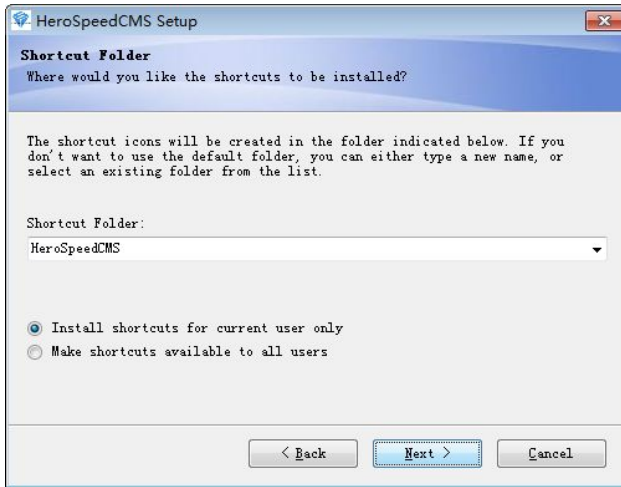 HeroSpeedCMS Setup
Shortcut Folder
Where would you like the shortcuts to be installed?
The shortcut icons will be created in the folder indicated below. If you
don't want to use the default folder, you can either type a new name, or
select an existing folder from the list.
Shortcut Folder:
HeroSpeedCMS
Install shortcuts for current user only
Make shortcuts available to all users
< Back
Next >
Cancel